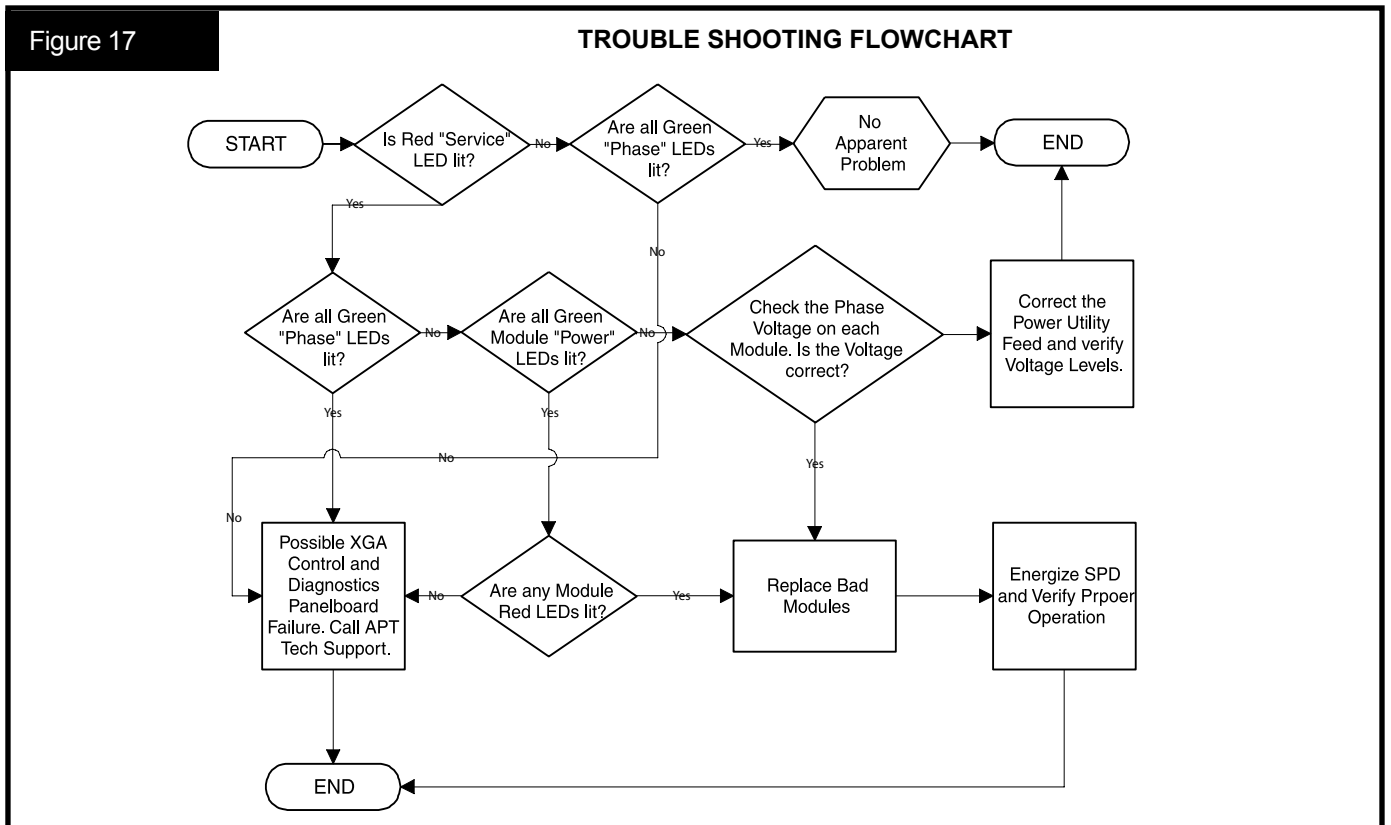 Figure 17
TROUBLE SHOOTING FLOWCHART
START
Is Red "Service"
LED lit?
No
Are all Green
"Phase" LEDs
lit?
Yes
No
Apparent
Problem
END
Yes
No
Are all Green
"Phase" LEDs
lit?
No
Are all Green
Module "Power"
LEDs lit?
No
Check the Phase
Voltage on each
Module. Is the Voltage
correct?
Correct the
Power Utility
Feed and verify
Voltage Levels.
Yes
Yes
No
Yes
No
Possible XGA
Control and
Diagnostics
Panelboard
Failure. Call APT
Tech Support.
No
Are any Module
Red LEDs lit?
Yes
Replace Bad
Modules
Energize SPD
and Verify Prpoer
Operation
END